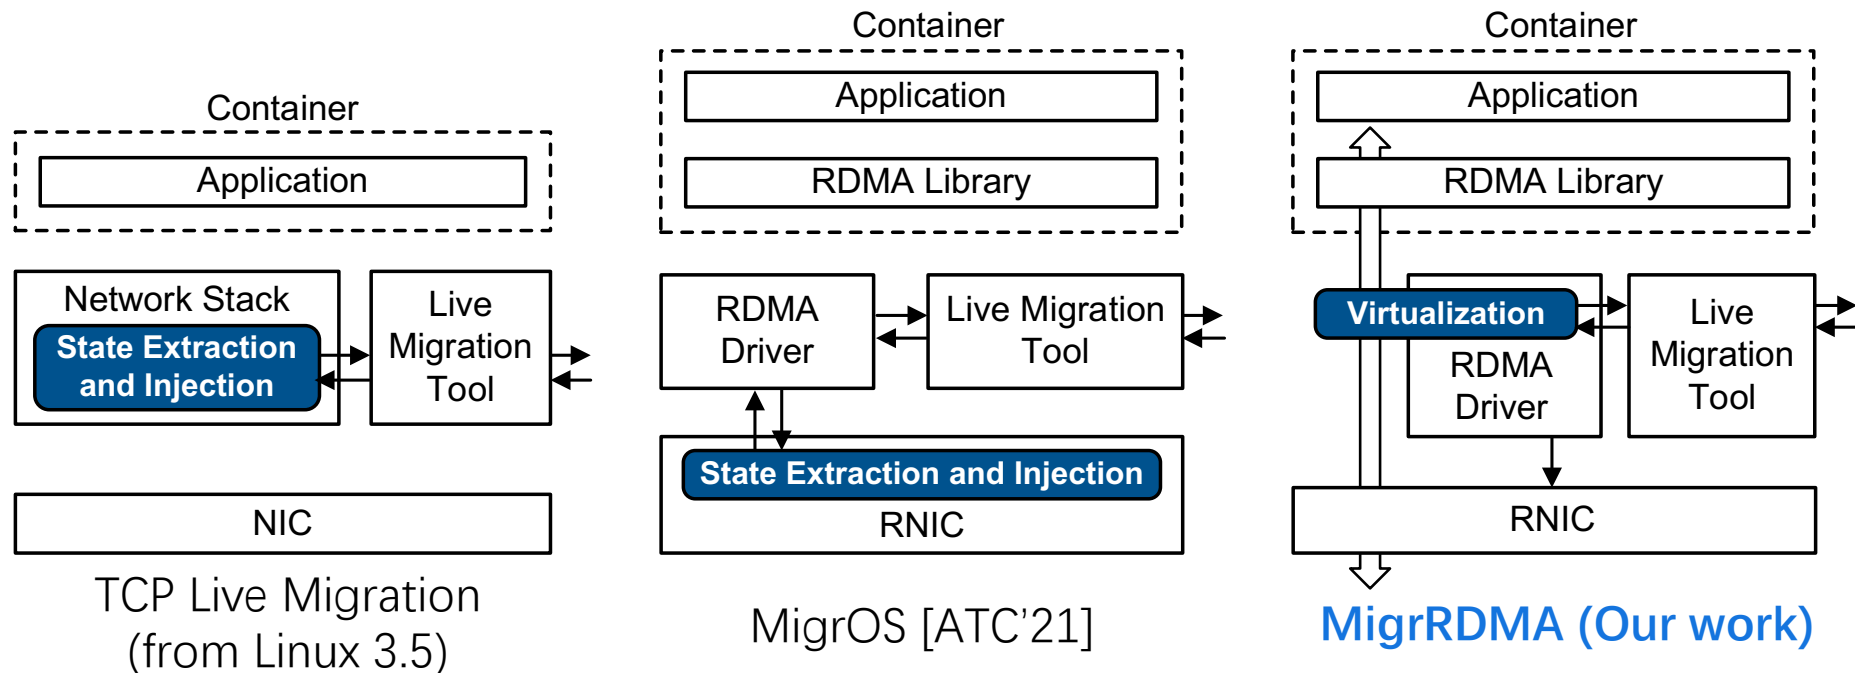 Container
Application
Network Stack
State Extraction
and Injection
Live
Migration
Tool
NIC
TCP Live Migration
(from Linux 3.5)
Container
Application
RDMA Library
RDMA
Driver
Live Migration
Tool
State Extraction and Injection
RNIC
MigrOS [ATC’21]
Container
Application
RDMA Library
Virtualization
RDMA
Driver
Live
Migration
Tool
RNIC
MigrRDMA (Our work)